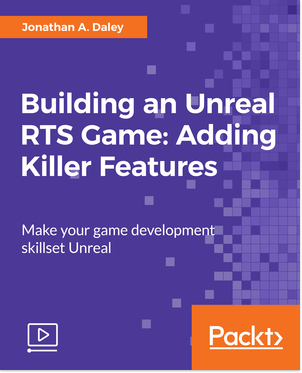 Jonathan A. Daley
Building an Unreal
RTS Game: Adding
Killer Features
Make your game development
skillset Unreal
Packt>